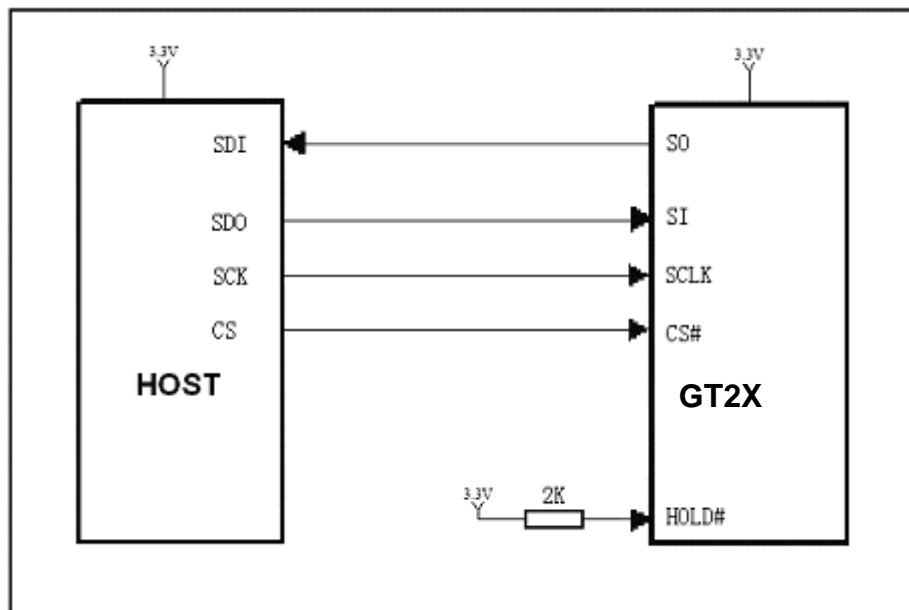 3.3V
3.3V
SDI
SO
SDO
SI
SCK
SCLK
CS
CS#
HOST
GT2X
3.3V
2K
HOLD#